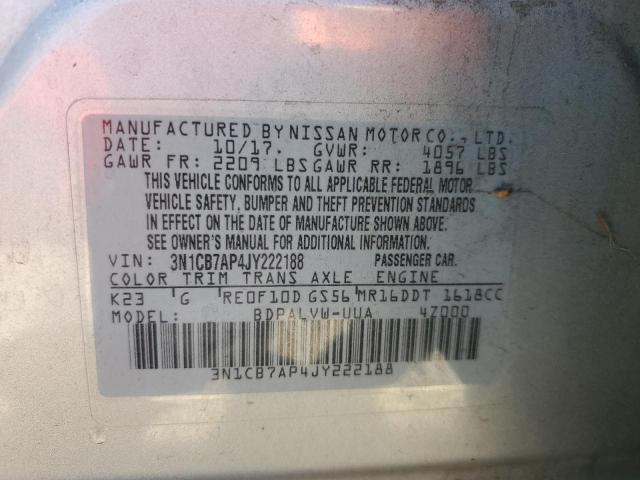 MANUFACTURED BY NISSAN MOTOR CO., LTD.
DATE: 10/17. GVWR: 4057 LBS
GAWR FR: 2209 LBS GAWR RR: 1896 LBS
THIS VEHICLE CONFORMS TO ALL APPLICABLE FEDERAL MOTOR
VEHICLE SAFETY, BUMPER AND THEFT PREVENTION STANDARDS
IN EFFECT ON THE DATE OF MANUFACTURE SHOWN ABOVE.
SEE OWNER'S MANUAL FOR ADDITIONAL INFORMATION.
VIN: 3N1CB7AP4JY222188 PASSENGER CAR.
COLOR TRIM TRANS AXLE ENGINE
K23 G RE0F10D GS56 MR16DDT 1618CC
MODEL: BDPALVW-UUA 4Z000
3N1CB7AP4JY222188